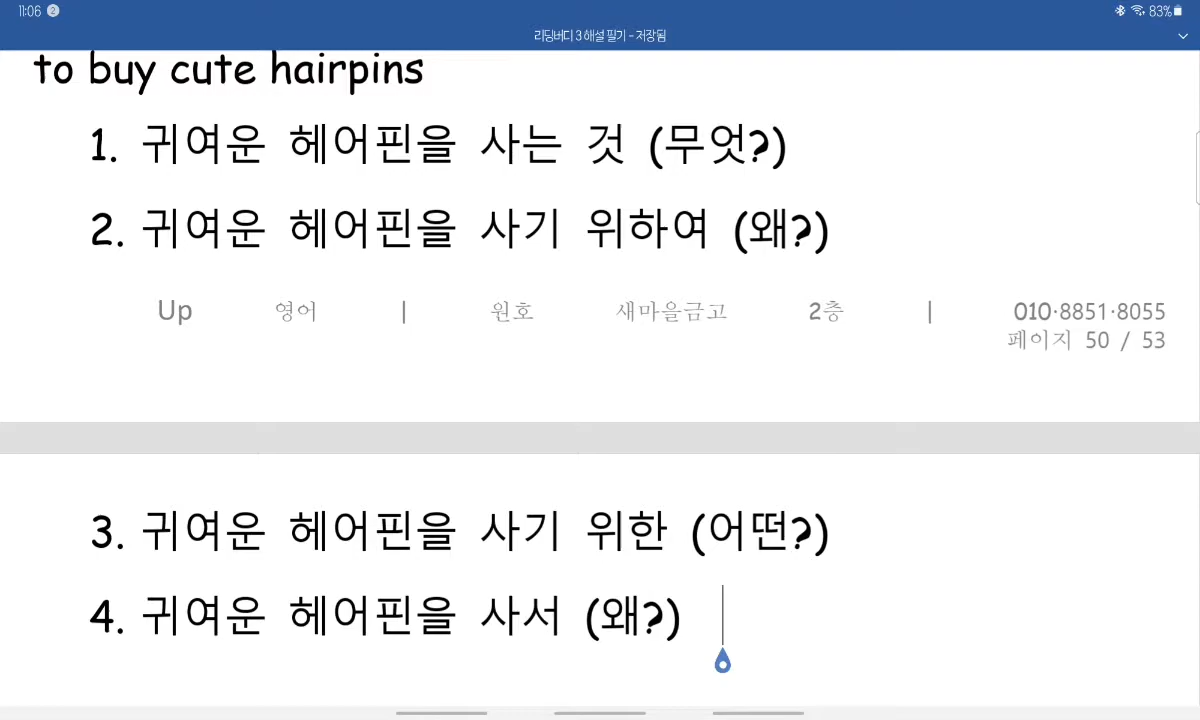 11:06 2 83%
리딩버디 3 해설 필기 - 저장됨
to buy cute hairpins
1. 귀여운 헤어핀을 사는 것 (무엇?)
2. 귀여운 헤어핀을 사기 위하여 (왜?)
Up 영어 | 원호 새마을금고 2층 | 010·8851·8055
페이지 50 / 53
3. 귀여운 헤어핀을 사기 위한 (어떤?)
4. 귀여운 헤어핀을 사서 (왜?)